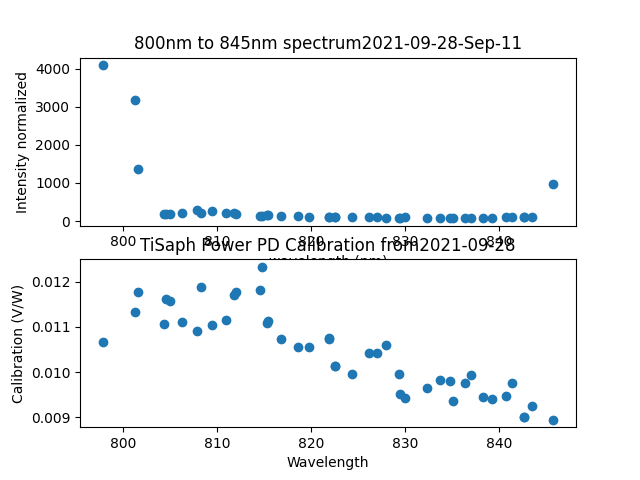 800nm to 845nm spectrum2021-09-28-Sep-11
Intensity normalized
4000
3000
2000
1000
0
800 810 820 830 840
wavelength (nm)
TiSaph Power PD Calibration from2021-09-28
Calibration (V/W)
0.012
0.011
0.010
0.009
800 810 820 830 840
Wavelength